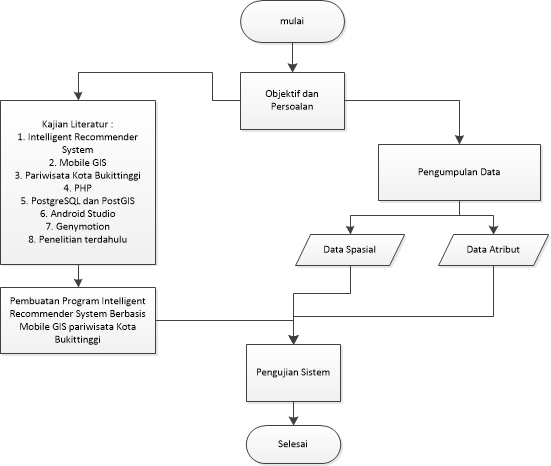 mulai
Objektif dan
Persoalan
Kajian Literatur :
1. Intelligent Recommender
System
2. Mobile GIS
3. Pariwisata Kota Bukittinggi
4. PHP
5. PostgreSQL dan PostGIS
6. Android Studio
7. Genymotion
8. Penelitian terdahulu
Pengumpulan Data
Data Spasial
Data Atribut
Pembuatan Program Intelligent
Recommender System Berbasis
Mobile GIS pariwisata Kota
Bukittinggi
Pengujian Sistem
Selesai